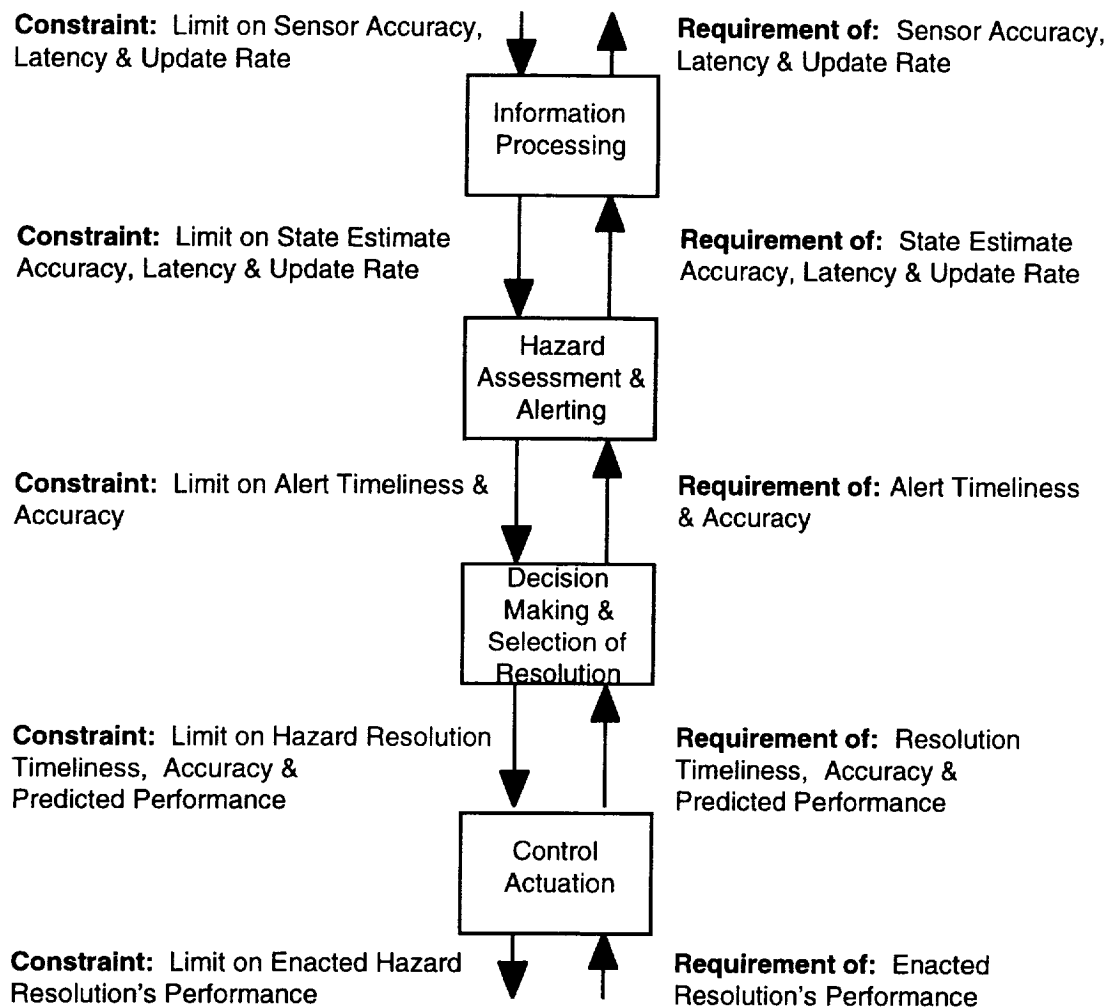 Constraint: Limit on Sensor Accuracy,
Latency & Update Rate
Requirement of: Sensor Accuracy,
Latency & Update Rate
Information
Processing
Constraint: Limit on State Estimate
Accuracy, Latency & Update Rate
Requirement of: State Estimate
Accuracy, Latency & Update Rate
Hazard
Assessment &
Alerting
Constraint: Limit on Alert Timeliness &
Accuracy
Requirement of: Alert Timeliness
& Accuracy
Decision
Making &
Selection of
Resolution
Constraint: Limit on Hazard Resolution
Timeliness, Accuracy &
Predicted Performance
Requirement of: Resolution
Timeliness, Accuracy &
Predicted Performance
Control
Actuation
Constraint: Limit on Enacted Hazard
Resolution's Performance
Requirement of: Enacted
Resolution's Performance